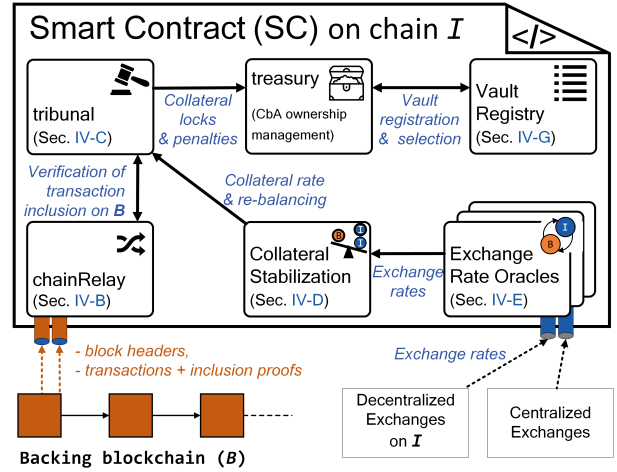 Smart Contract (SC) on chain I
</>
tribunal
(Sec. IV-C)
Collateral
locks
& penalties
treasury
(CbA ownership
management)
Vault
registration
& selection
Vault
Registry
(Sec. IV-G)
Verification of
transaction
inclusion on B
Collateral rate
& re-balancing
chainRelay
(Sec. IV-B)
B
I
I
Collateral
Stabilization
(Sec. IV-D)
Exchange
rates
I
B
Exchange
Rate Oracles
(Sec. IV-E)
- block headers,
- transactions + inclusion proofs
Exchange rates
Decentralized
Exchanges
on I
Centralized
Exchanges
Backing blockchain (B)